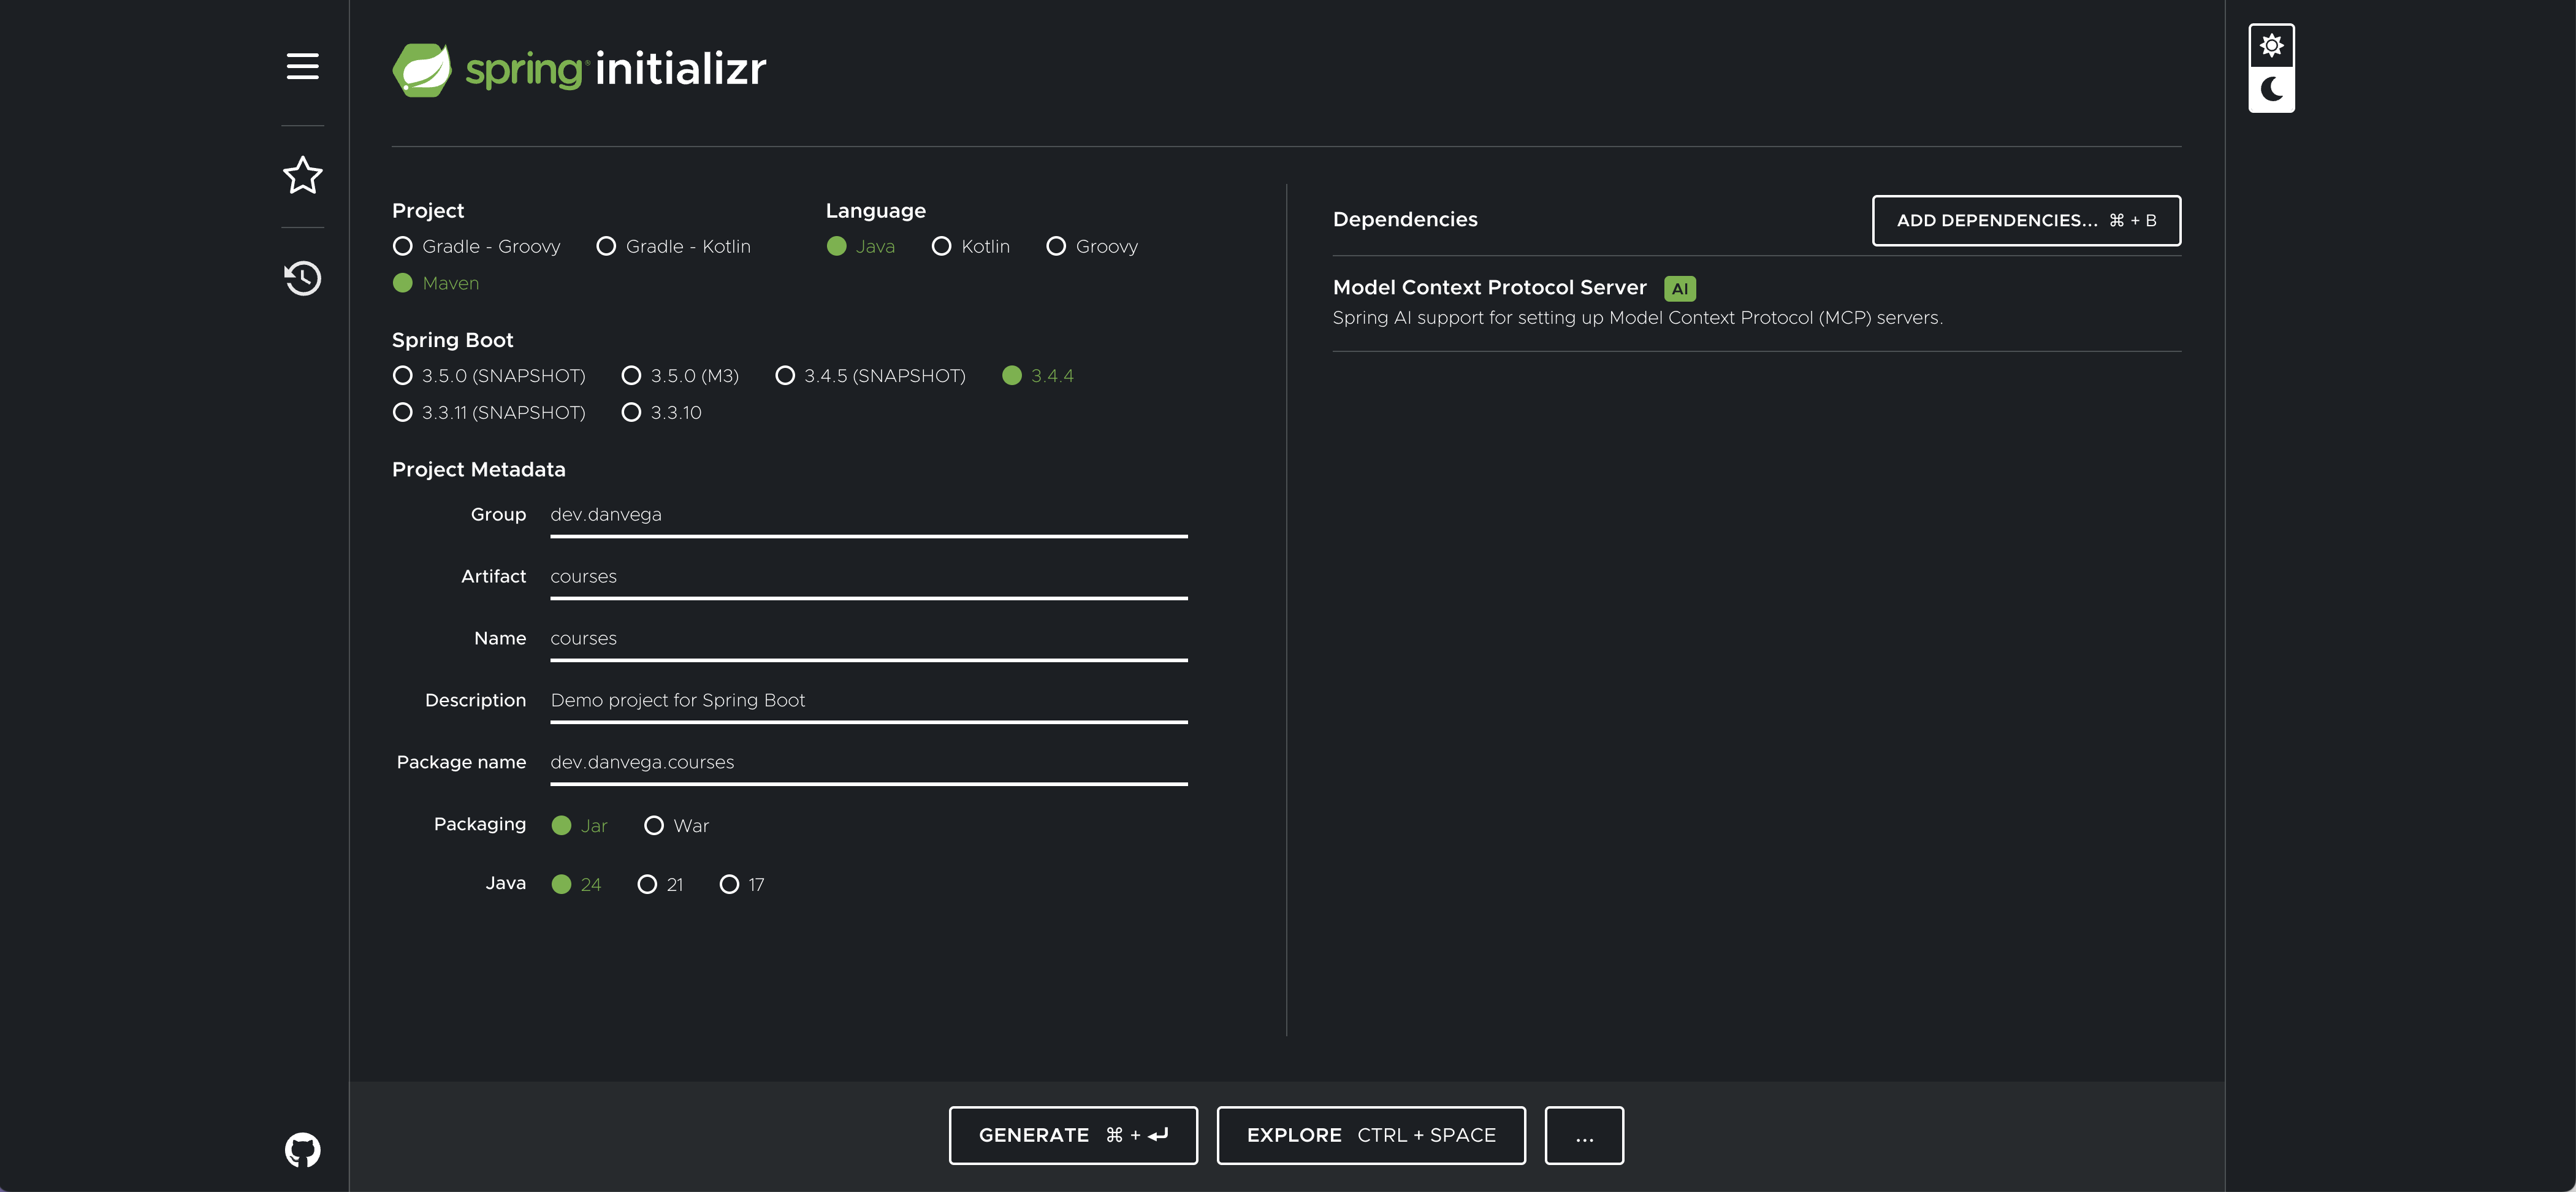 spring initializr
Project
Gradle - Groovy Gradle - Kotlin
Maven
Language
Java Kotlin Groovy
Spring Boot
3.5.0 (SNAPSHOT) 3.5.0 (M3) 3.4.5 (SNAPSHOT) 3.4.4
3.3.11 (SNAPSHOT) 3.3.10
Project Metadata
Group dev.danvega
Artifact courses
Name courses
Description Demo project for Spring Boot
Package name dev.danvega.courses
Packaging Jar War
Java 24 21 17
Dependencies
ADD DEPENDENCIES... ⌘ + B
Model Context Protocol Server AI
Spring AI support for setting up Model Context Protocol (MCP) servers.
GENERATE ⌘ + ⏎ EXPLORE CTRL + SPACE ...